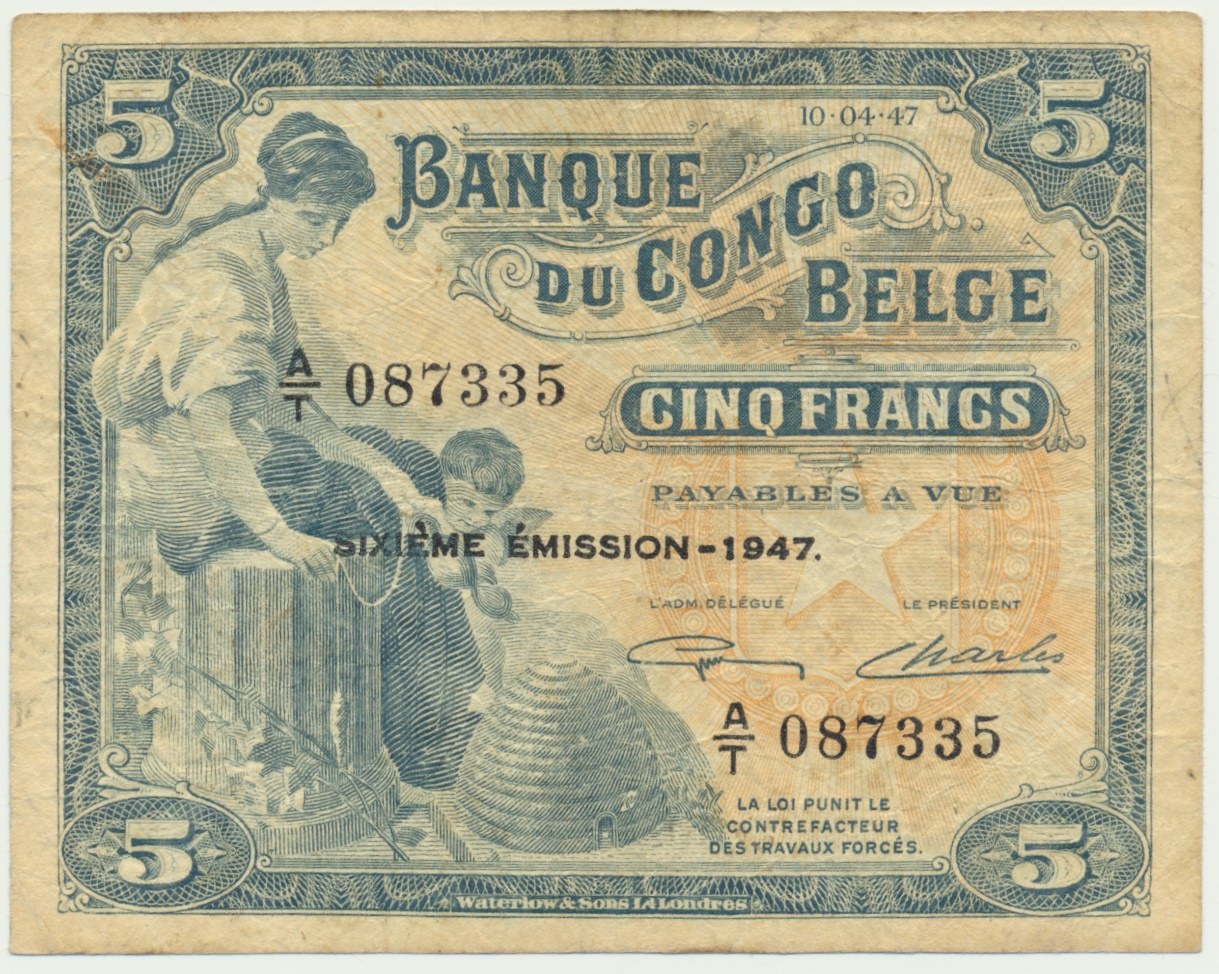 5
5
10·04·47
BANQUE
DU CONGO
BELGE
A/T 087335
CINQ FRANCS
PAYABLES A VUE
SIXIÈME ÉMISSION-1947.
L'ADM. DÉLÉGUÉ
LE PRÉSIDENT
Charles
A/T 087335
LA LOI PUNIT LE
CONTREFACTEUR
DES TRAVAUX FORCÉS.
5
5
Waterlow & Sons Ld Londres